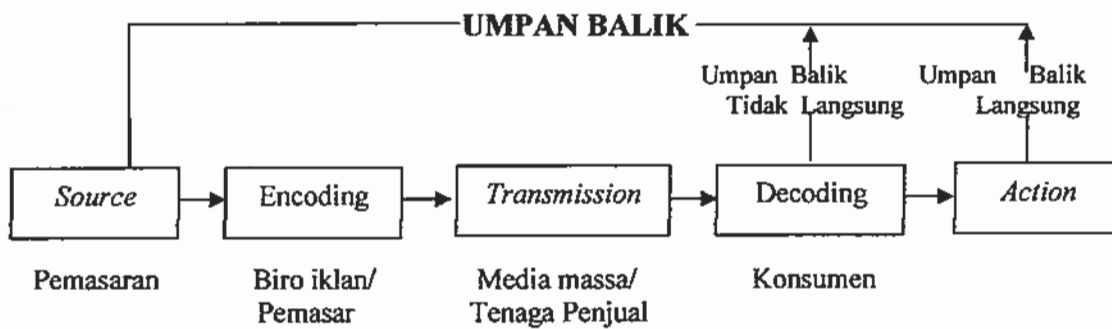 UMPAN BALIK
Umpan Balik
Tidak Langsung
Umpan Balik
Langsung
Source
Encoding
Transmission
Decoding
Action
Pemasaran
Biro iklan/
Pemasar
Media massa/
Tenaga Penjual
Konsumen